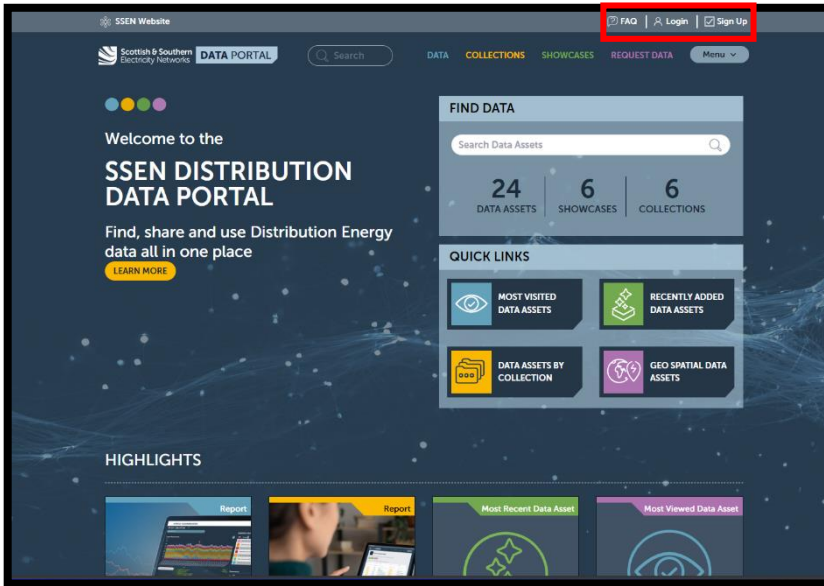 SSEN Website
FAQ | Login | Sign Up
Scottish & Southern
Electricity Networks
DATA PORTAL
Search
DATA COLLECTIONS SHOWCASES REQUEST DATA Menu
Welcome to the
SSEN DISTRIBUTION
DATA PORTAL
Find, share and use Distribution Energy
data all in one place
LEARN MORE
FIND DATA
Search Data Assets
24 6 6
DATA ASSETS SHOWCASES COLLECTIONS
QUICK LINKS
MOST VISITED
DATA ASSETS
RECENTLY ADDED
DATA ASSETS
DATA ASSETS BY
COLLECTION
GEO SPATIAL DATA
ASSETS
HIGHLIGHTS
Report
Report
Most Recent Data Asset
Most Viewed Data Asset